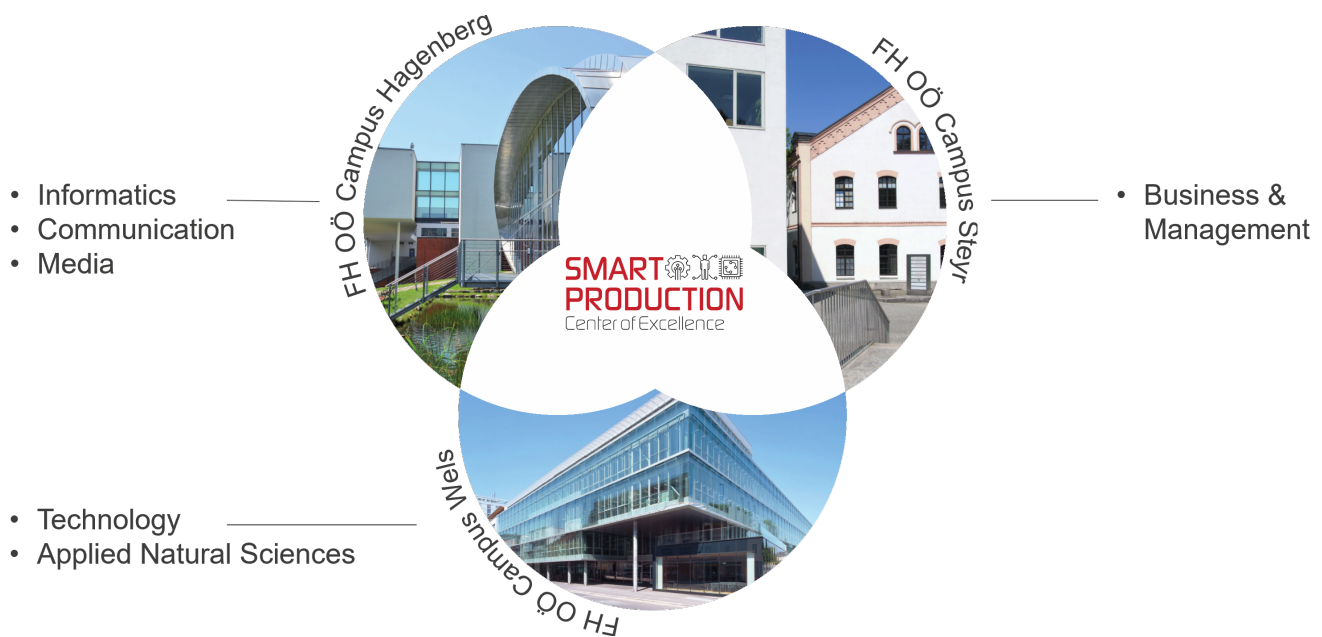 FH OÖ Campus Hagenberg
FH OÖ Campus Steyr
• Informatics
• Communication
• Media
• Business &
Management
SMART
PRODUCTION
Center of Excellence
FH OÖ Campus Wels
• Technology
• Applied Natural Sciences